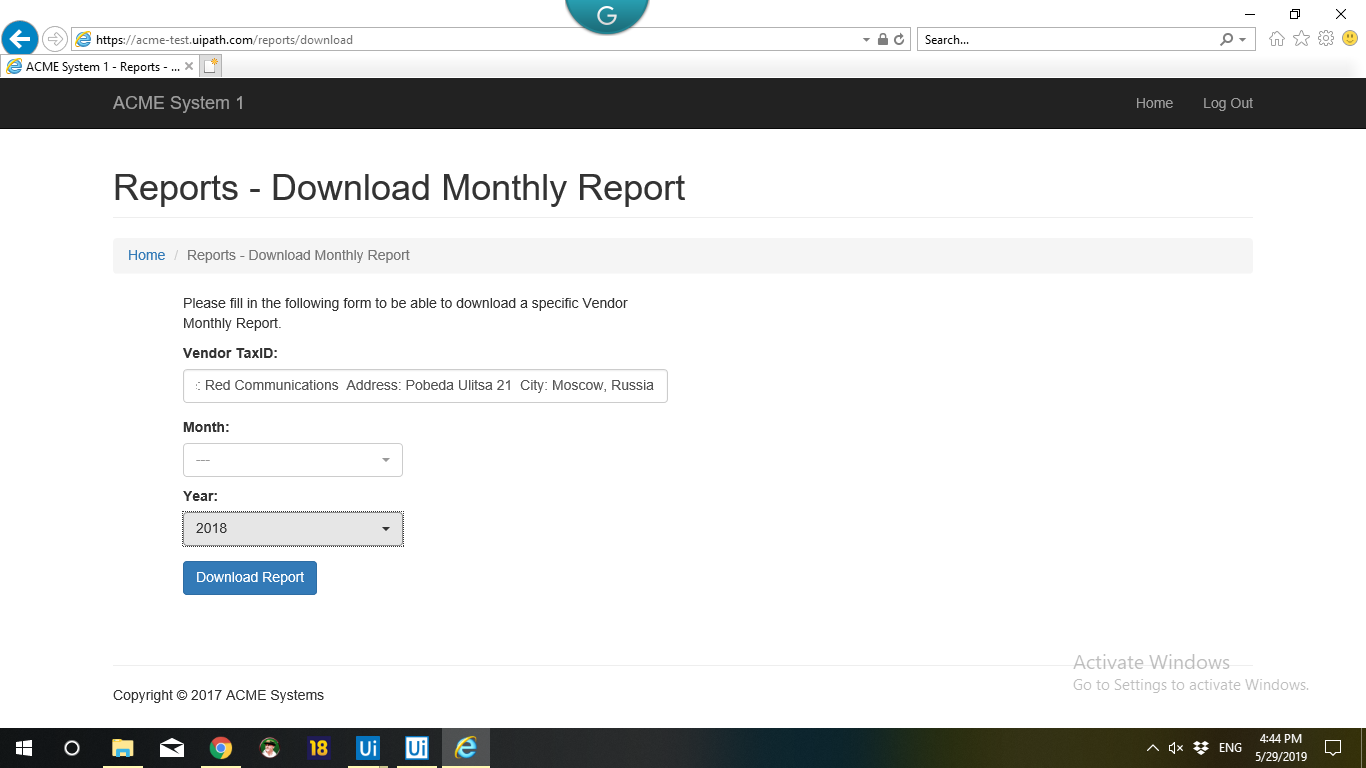 G
https://acme-test.uipath.com/reports/download
Search...
ACME System 1 - Reports - ...
ACME System 1
Home
Log Out
Reports - Download Monthly Report
Home / Reports - Download Monthly Report
Please fill in the following form to be able to download a specific Vendor
Monthly Report.
Vendor TaxID:
: Red Communications  Address: Pobeda Ulitsa 21  City: Moscow, Russia
Month:
---
Year:
2018
Download Report
Activate Windows
Go to Settings to activate Windows.
Copyright © 2017 ACME Systems
18
Ui
Ui
ENG
4:44 PM
5/29/2019